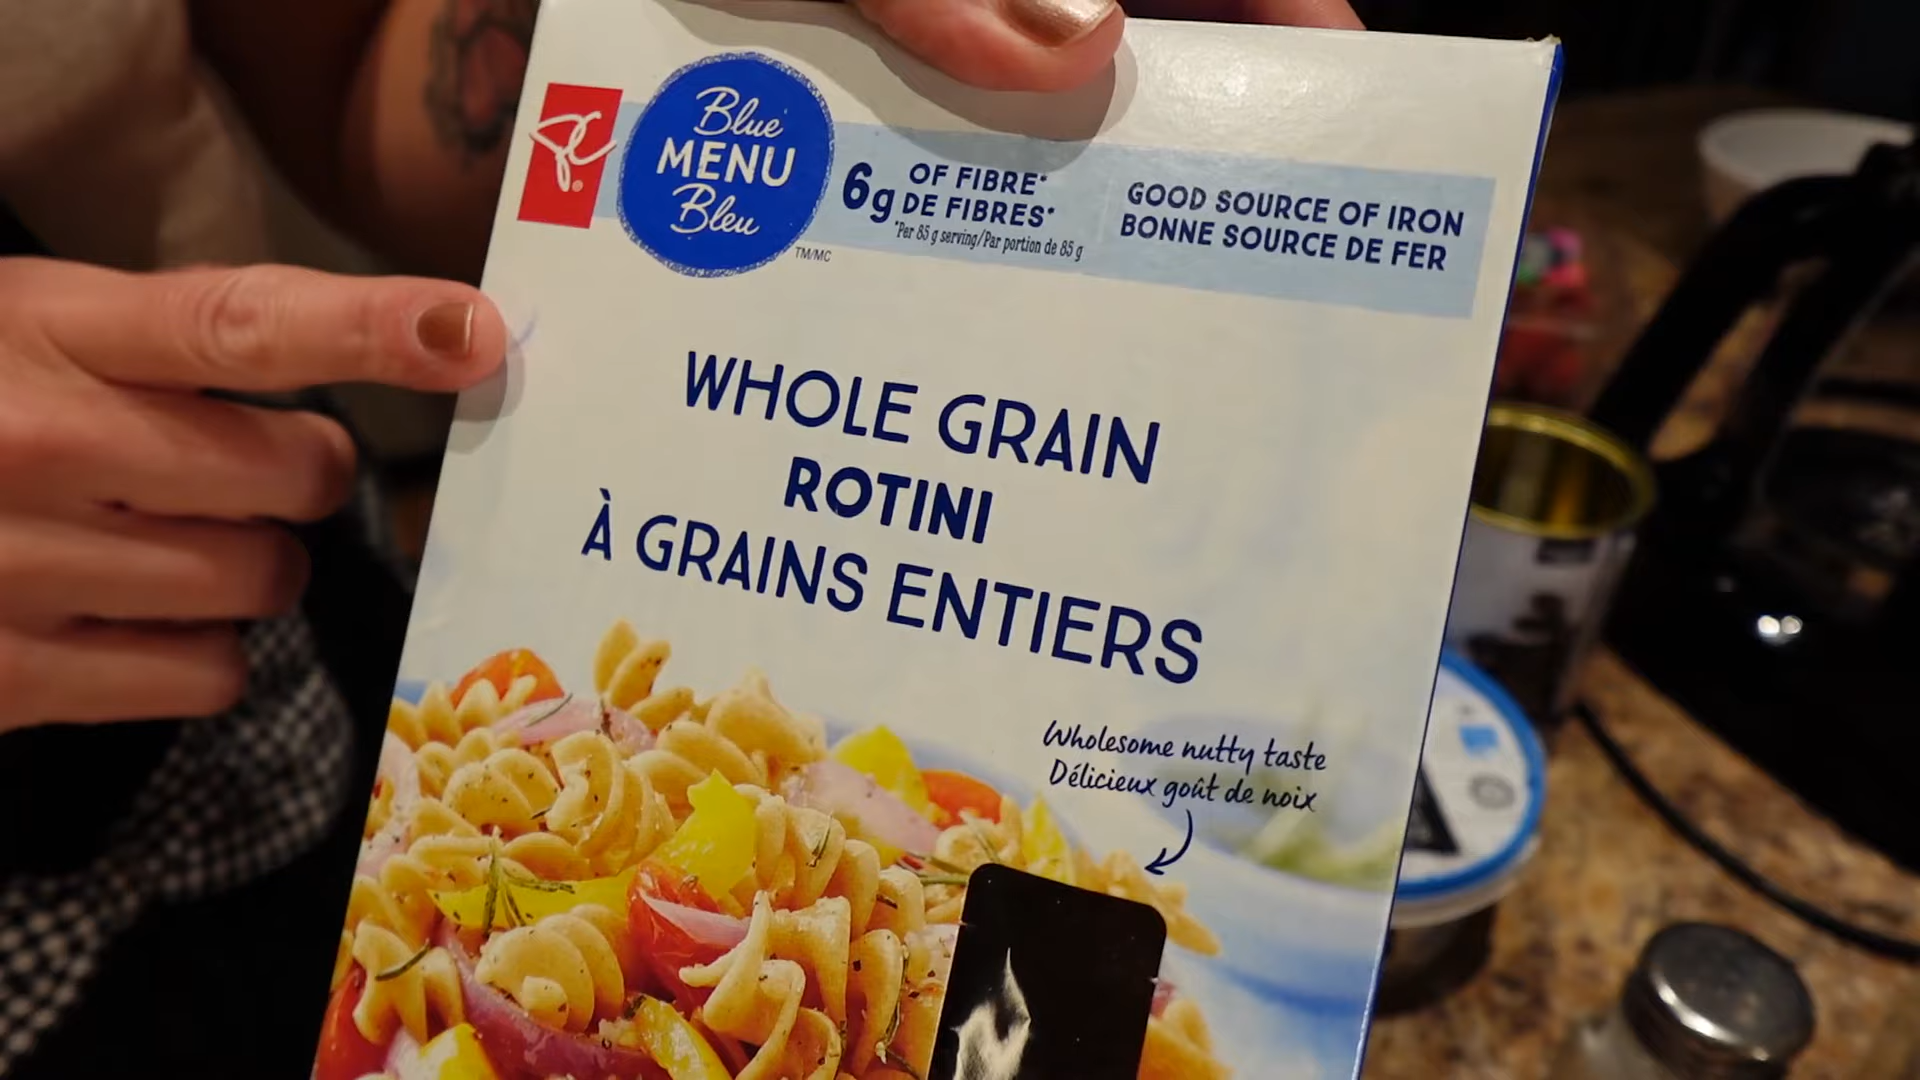 PC®
Blue
MENU
Bleu
TM/MC
6g OF FIBRE*
DE FIBRES*
*Per 85 g serving/Par portion de 85 g
GOOD SOURCE OF IRON
BONNE SOURCE DE FER
WHOLE GRAIN
ROTINI
À GRAINS ENTIERS
Wholesome nutty taste
Délicieux goût de noix